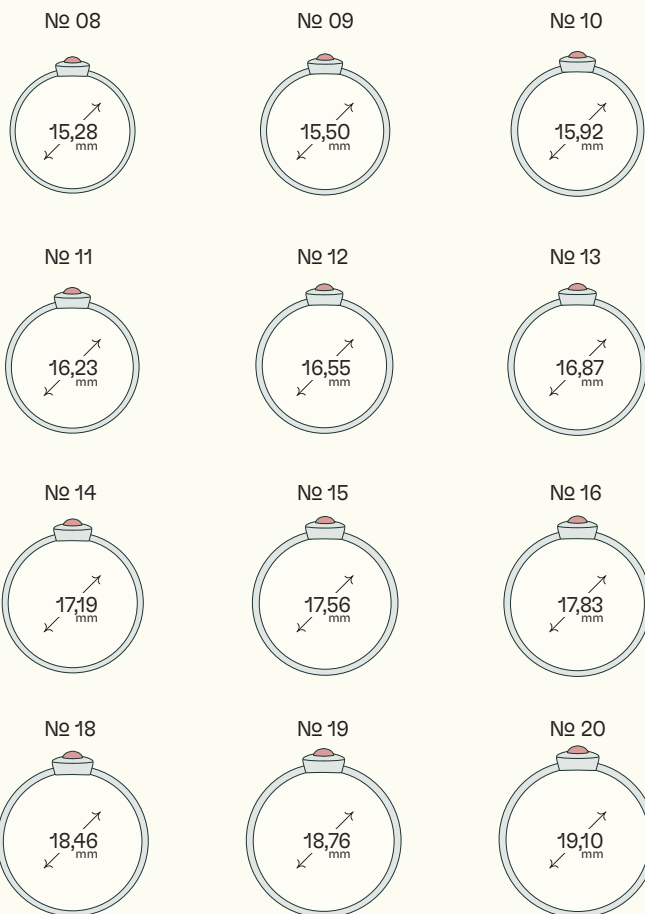 № 08 № 09 № 10
15,28 15,50 15,92
mm mm mm
№ 11 № 12 № 13
16,23 16,55 16,87
mm mm mm
№ 14 № 15 № 16
17,19 17,56 17,83
mm mm mm
№ 18 № 19 № 20
18,46 18,76 19,10
mm mm mm